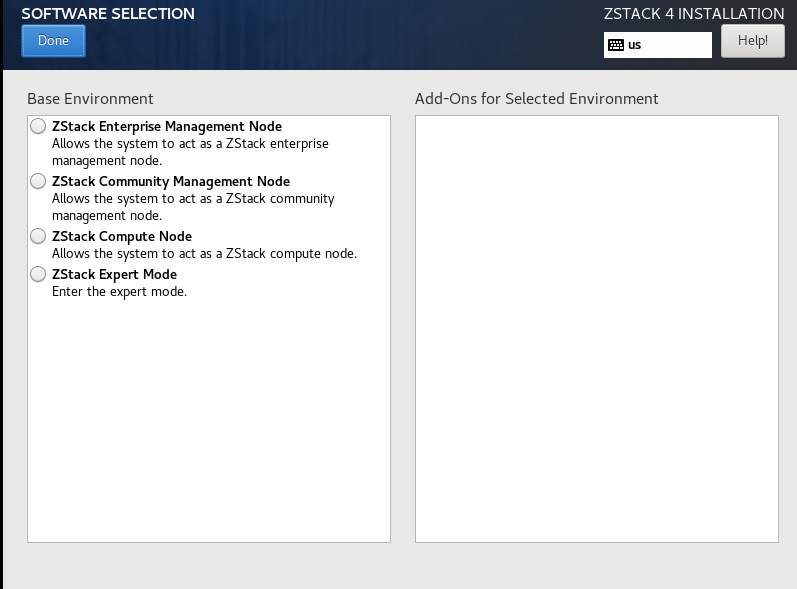 SOFTWARE SELECTION
ZSTACK 4 INSTALLATION
Done
us
Help!
Base Environment
Add-Ons for Selected Environment
ZStack Enterprise Management Node
Allows the system to act as a ZStack enterprise
management node.
ZStack Community Management Node
Allows the system to act as a ZStack community
management node.
ZStack Compute Node
Allows the system to act as a ZStack compute node.
ZStack Expert Mode
Enter the expert mode.